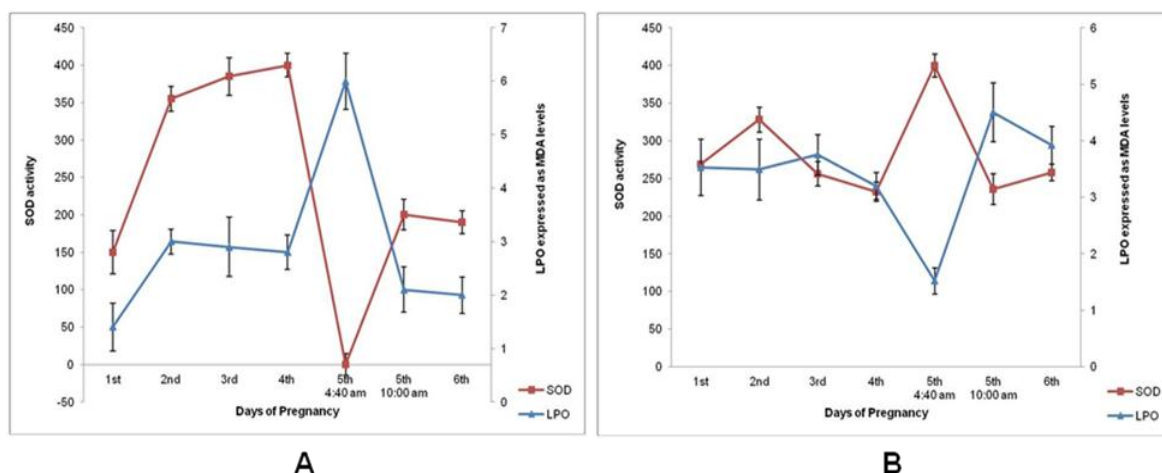 450
400
350
300
250
200
150
100
50
0
-50
SOD activity
7
6
5
4
3
2
1
0
LPO expressed as MDA levels
1st 2nd 3rd 4th 5th 5th 6th
4:40 am 10:00 am
Days of Pregnancy
SOD
LPO
A
450
400
350
300
250
200
150
100
50
0
SOD activity
6
5
4
3
2
1
0
LPO expressed as MDA levels
1st 2nd 3rd 4th 5th 5th 6th
4:40 am 10:00 am
Days of Pregnancy
SOD
LPO
B